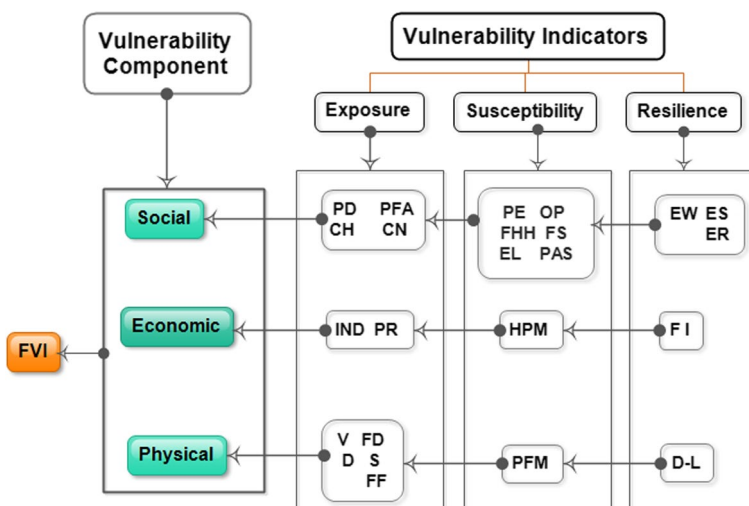 Vulnerability
Component
Vulnerability Indicators
Exposure
Susceptibility
Resilience
Social
PD PFA
CH CN
PE OP
FHH FS
EL PAS
EW ES
ER
Economic
IND PR
HPM
F I
FVI
Physical
V FD
D S
FF
PFM
D-L